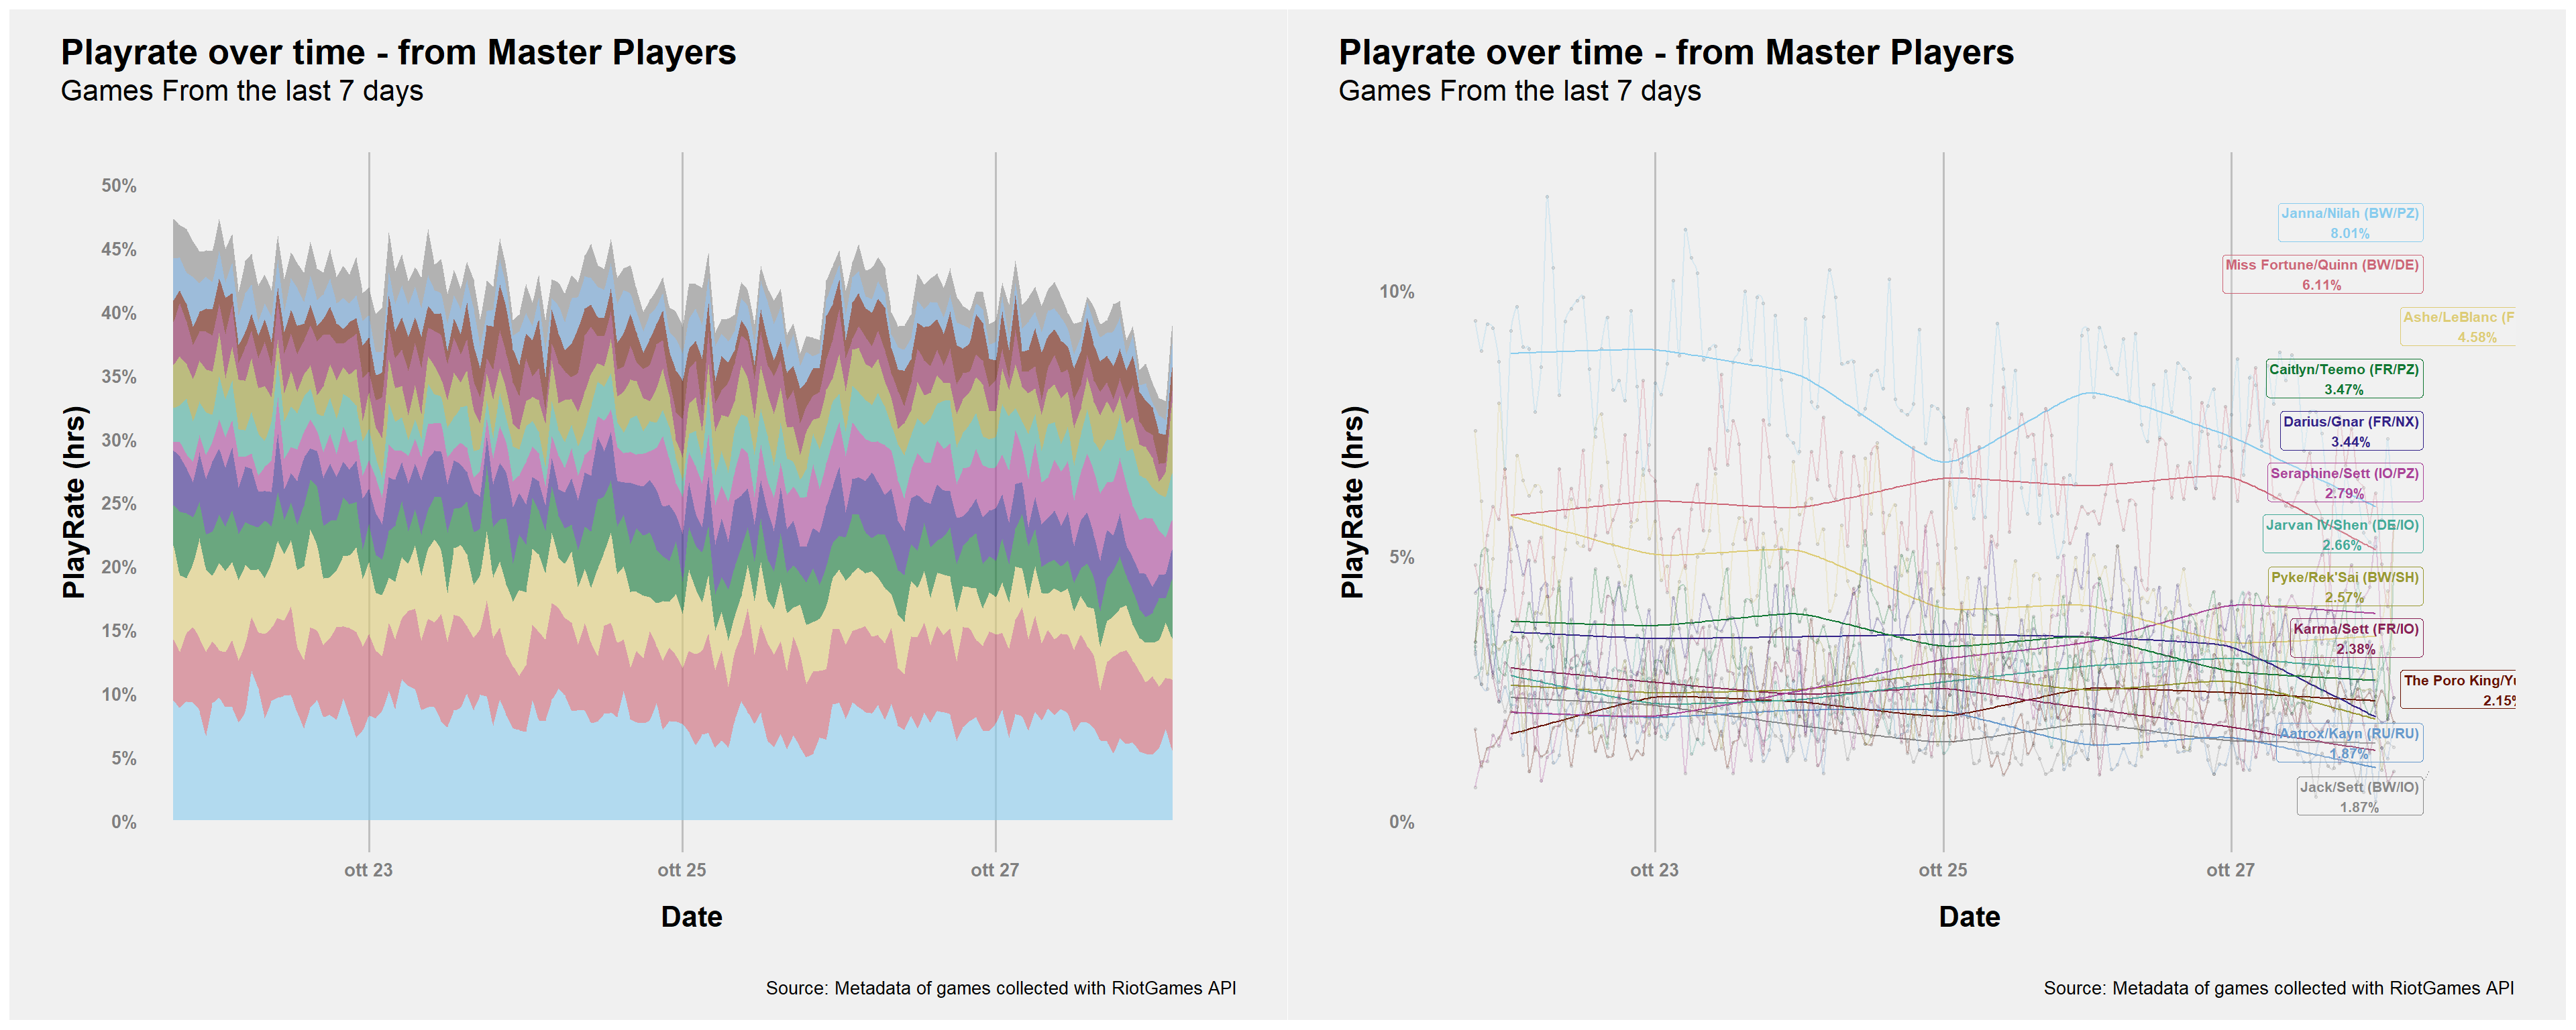 Playrate over time - from Master Players
Games From the last 7 days
50%
45%
40%
35%
30%
25%
20%
15%
10%
5%
0%
PlayRate (hrs)
ott 23
ott 25
ott 27
Date
Source: Metadata of games collected with RiotGames API
Playrate over time - from Master Players
Games From the last 7 days
10%
5%
0%
PlayRate (hrs)
Janna/Nilah (BW/PZ)
8.01%
Miss Fortune/Quinn (BW/DE)
6.11%
Ashe/LeBlanc (F
4.58%
Caitlyn/Teemo (FR/PZ)
3.47%
Darius/Gnar (FR/NX)
3.44%
Seraphine/Sett (IO/PZ)
2.79%
Jarvan IV/Shen (DE/IO)
2.66%
Pyke/Rek'Sai (BW/SH)
2.57%
Karma/Sett (FR/IO)
2.38%
The Poro King/Yu
2.15%
Aatrox/Kayn (RU/RU)
1.87%
Jack/Sett (BW/IO)
1.87%
ott 23
ott 25
ott 27
Date
Source: Metadata of games collected with RiotGames API